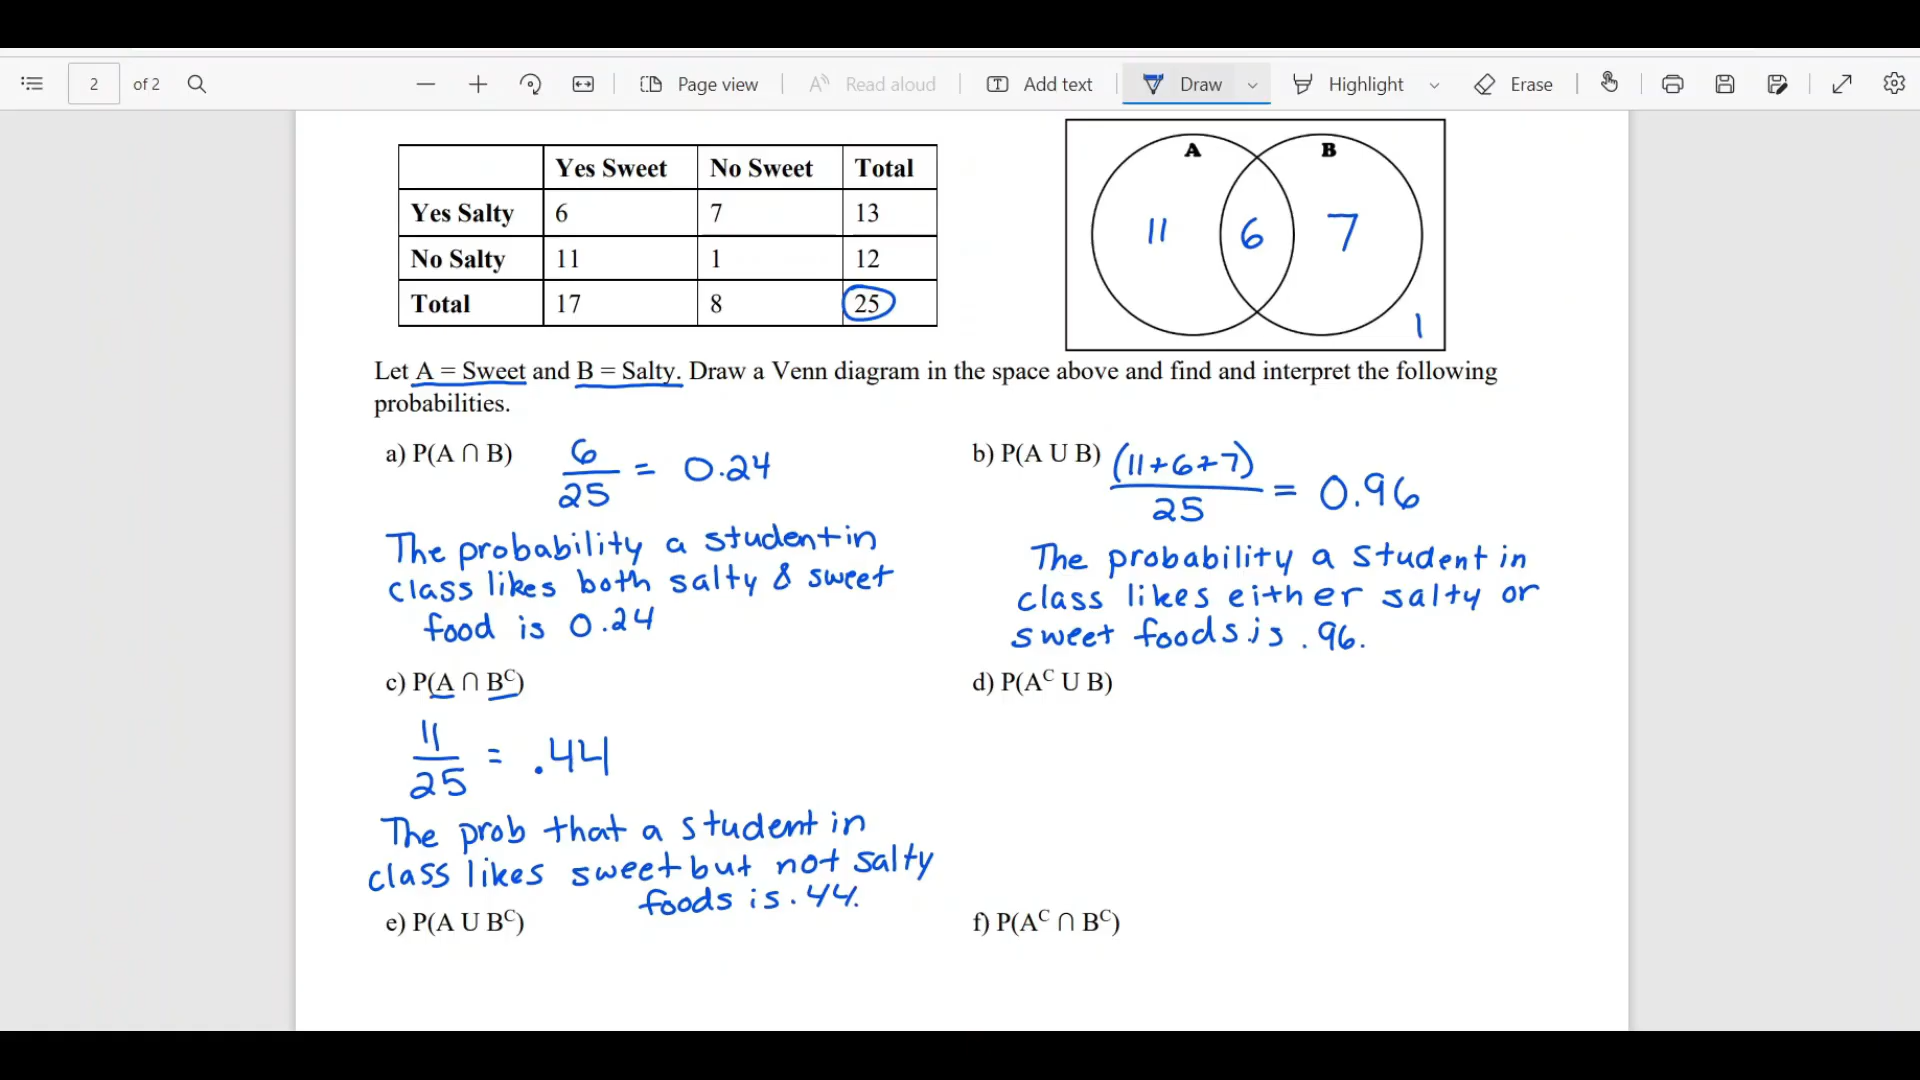 2 of 2 Page view Read aloud Add text Draw Highlight Erase
Yes Sweet No Sweet Total
Yes Salty 6 7 13
No Salty 11 1 12
Total 17 8 25
A B
11 6 7
1
Let A = Sweet and B = Salty. Draw a Venn diagram in the space above and find and interpret the following
probabilities.
a) P(A ∩ B) 6/25 = 0.24
The probability a student in
class likes both salty & sweet
food is 0.24
b) P(A U B) (11+6+7)/25 = 0.96
The probability a student in
class likes either salty or
sweet foods is .96.
c) P(A ∩ Bᶜ)
11/25 = .44
The prob that a student in
class likes sweet but not salty
foods is .44.
d) P(Aᶜ U B)
e) P(A U Bᶜ)
f) P(Aᶜ ∩ Bᶜ)